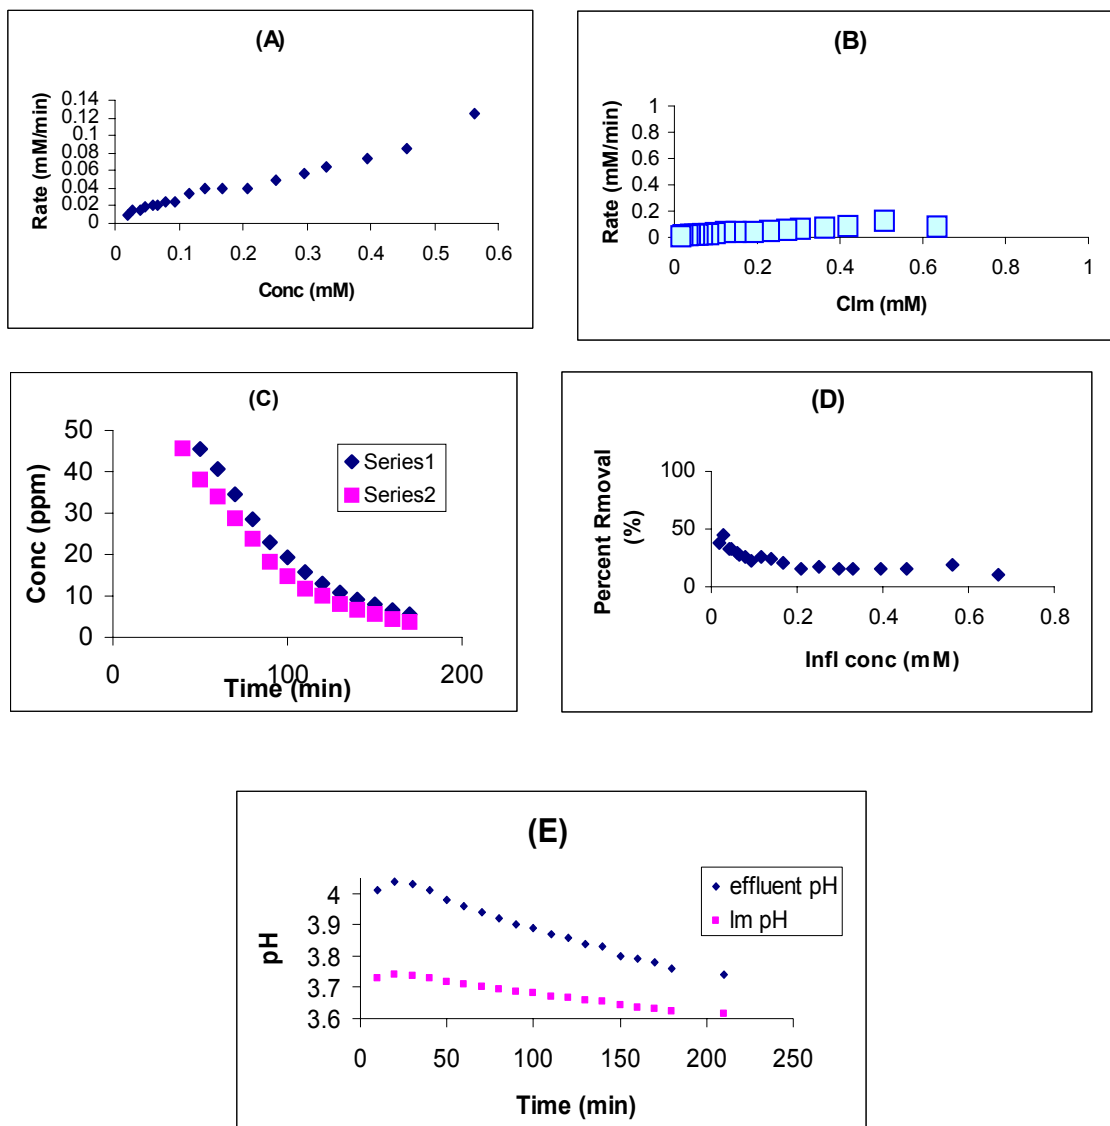 (A)
Rate (mM/min)
0.14
0.12
0.1
0.08
0.06
0.04
0.02
0
0 0.1 0.2 0.3 0.4 0.5 0.6
Conc (mM)
(B)
Rate (mM/min)
1
0.8
0.6
0.4
0.2
0
0 0.2 0.4 0.6 0.8 1
Clm (mM)
(C)
Conc (ppm)
50
40
30
20
10
0
0 100 200
Time (min)
Series1
Series2
(D)
Percent Rmoval
(%)
100
50
0
0 0.2 0.4 0.6 0.8
Infl conc (mM)
(E)
pH
4
3.9
3.8
3.7
3.6
0 50 100 150 200 250
Time (min)
effluent pH
lm pH